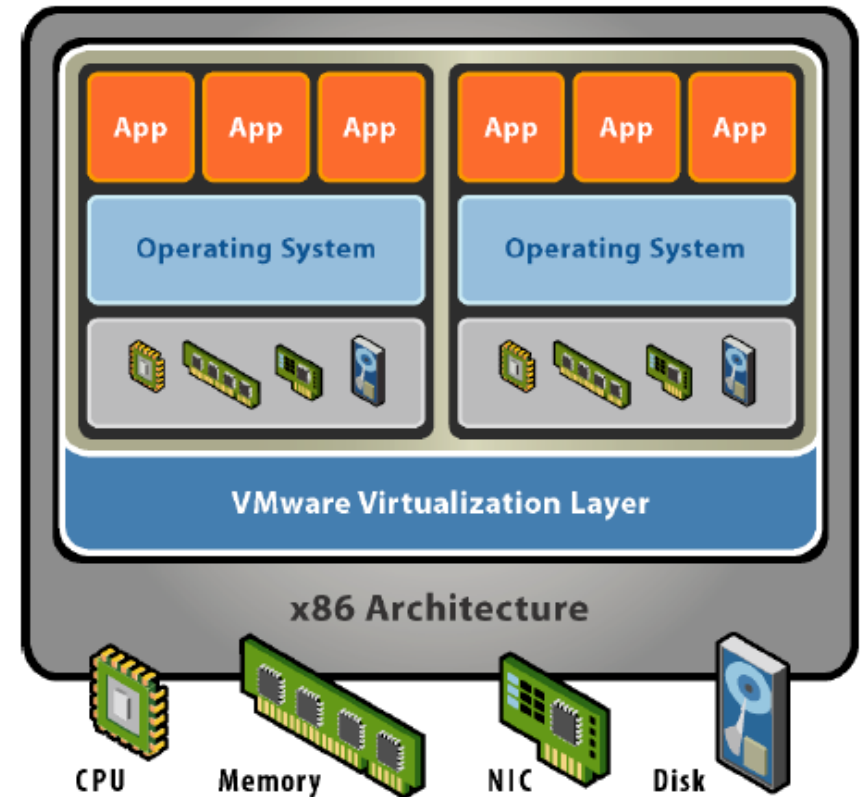 App App App App App App
Operating System Operating System
VMware Virtualization Layer
x86 Architecture
CPU Memory NIC Disk